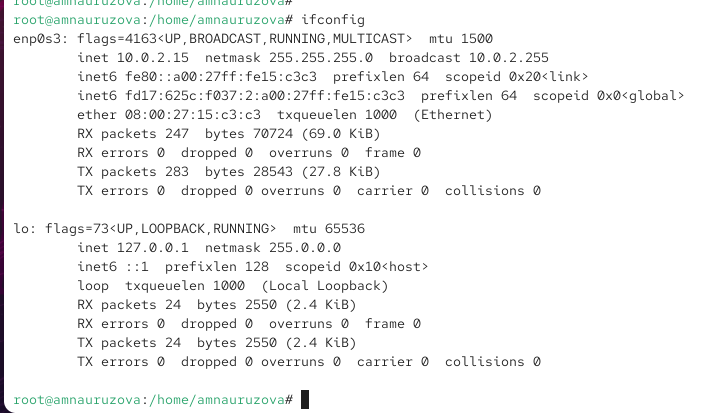 root@amnauruzova:/home/amnauruzova#
root@amnauruzova:/home/amnauruzova# ifconfig
enp0s3: flags=4163<UP,BROADCAST,RUNNING,MULTICAST>  mtu 1500
        inet 10.0.2.15  netmask 255.255.255.0  broadcast 10.0.2.255
        inet6 fe80::a00:27ff:fe15:c3c3  prefixlen 64  scopeid 0x20<link>
        inet6 fd17:625c:f037:2:a00:27ff:fe15:c3c3  prefixlen 64  scopeid 0x0<global>
        ether 08:00:27:15:c3:c3  txqueuelen 1000  (Ethernet)
        RX packets 247  bytes 70724 (69.0 KiB)
        RX errors 0  dropped 0  overruns 0  frame 0
        TX packets 283  bytes 28543 (27.8 KiB)
        TX errors 0  dropped 0 overruns 0  carrier 0  collisions 0

lo: flags=73<UP,LOOPBACK,RUNNING>  mtu 65536
        inet 127.0.0.1  netmask 255.0.0.0
        inet6 ::1  prefixlen 128  scopeid 0x10<host>
        loop  txqueuelen 1000  (Local Loopback)
        RX packets 24  bytes 2550 (2.4 KiB)
        RX errors 0  dropped 0  overruns 0  frame 0
        TX packets 24  bytes 2550 (2.4 KiB)
        TX errors 0  dropped 0 overruns 0  carrier 0  collisions 0

root@amnauruzova:/home/amnauruzova#